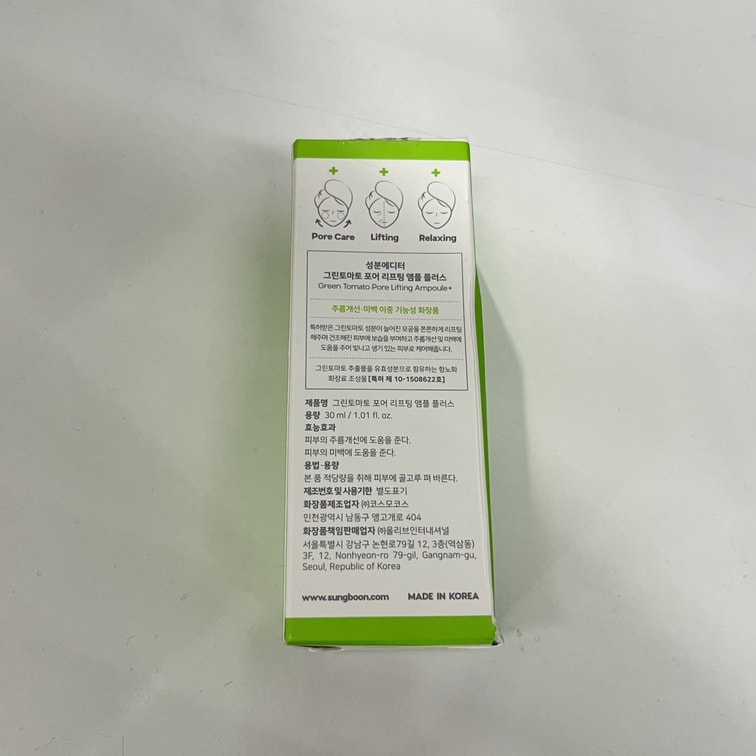 Pore Care Lifting Relaxing
성분에디터
그린토마토 포어 리프팅 앰플 플러스
Green Tomato Pore Lifting Ampoule+
주름개선·미백 이중 기능성 화장품
특허받은 그린토마토 성분이 늘어진 모공을 쫀쫀하게 리프팅
해주며 건조해진 피부에 보습을 부여하고 주름개선 및 미백에
도움을 주어 빛나고 생기 있는 피부로 케어해줍니다.
그린토마토 추출물을 유효성분으로 함유하는 항노화
화장료 조성물 [특허 제 10-1508622호]
제품명 그린토마토 포어 리프팅 앰플 플러스
용량 30 ml / 1.01 fl. oz.
효능효과
피부의 주름개선에 도움을 준다.
피부의 미백에 도움을 준다.
용법·용량
본 품 적당량을 취해 피부에 골고루 펴 바른다.
제조번호 및 사용기한 별도표기
화장품제조업자 ㈜코스모코스
인천광역시 남동구 앵고개로 404
화장품책임판매업자 ㈜올리브인터내셔널
서울특별시 강남구 논현로79길 12, 3층(역삼동)
3F, 12, Nonhyeon-ro 79-gil, Gangnam-gu,
Seoul, Republic of Korea
www.sungboon.com MADE IN KOREA